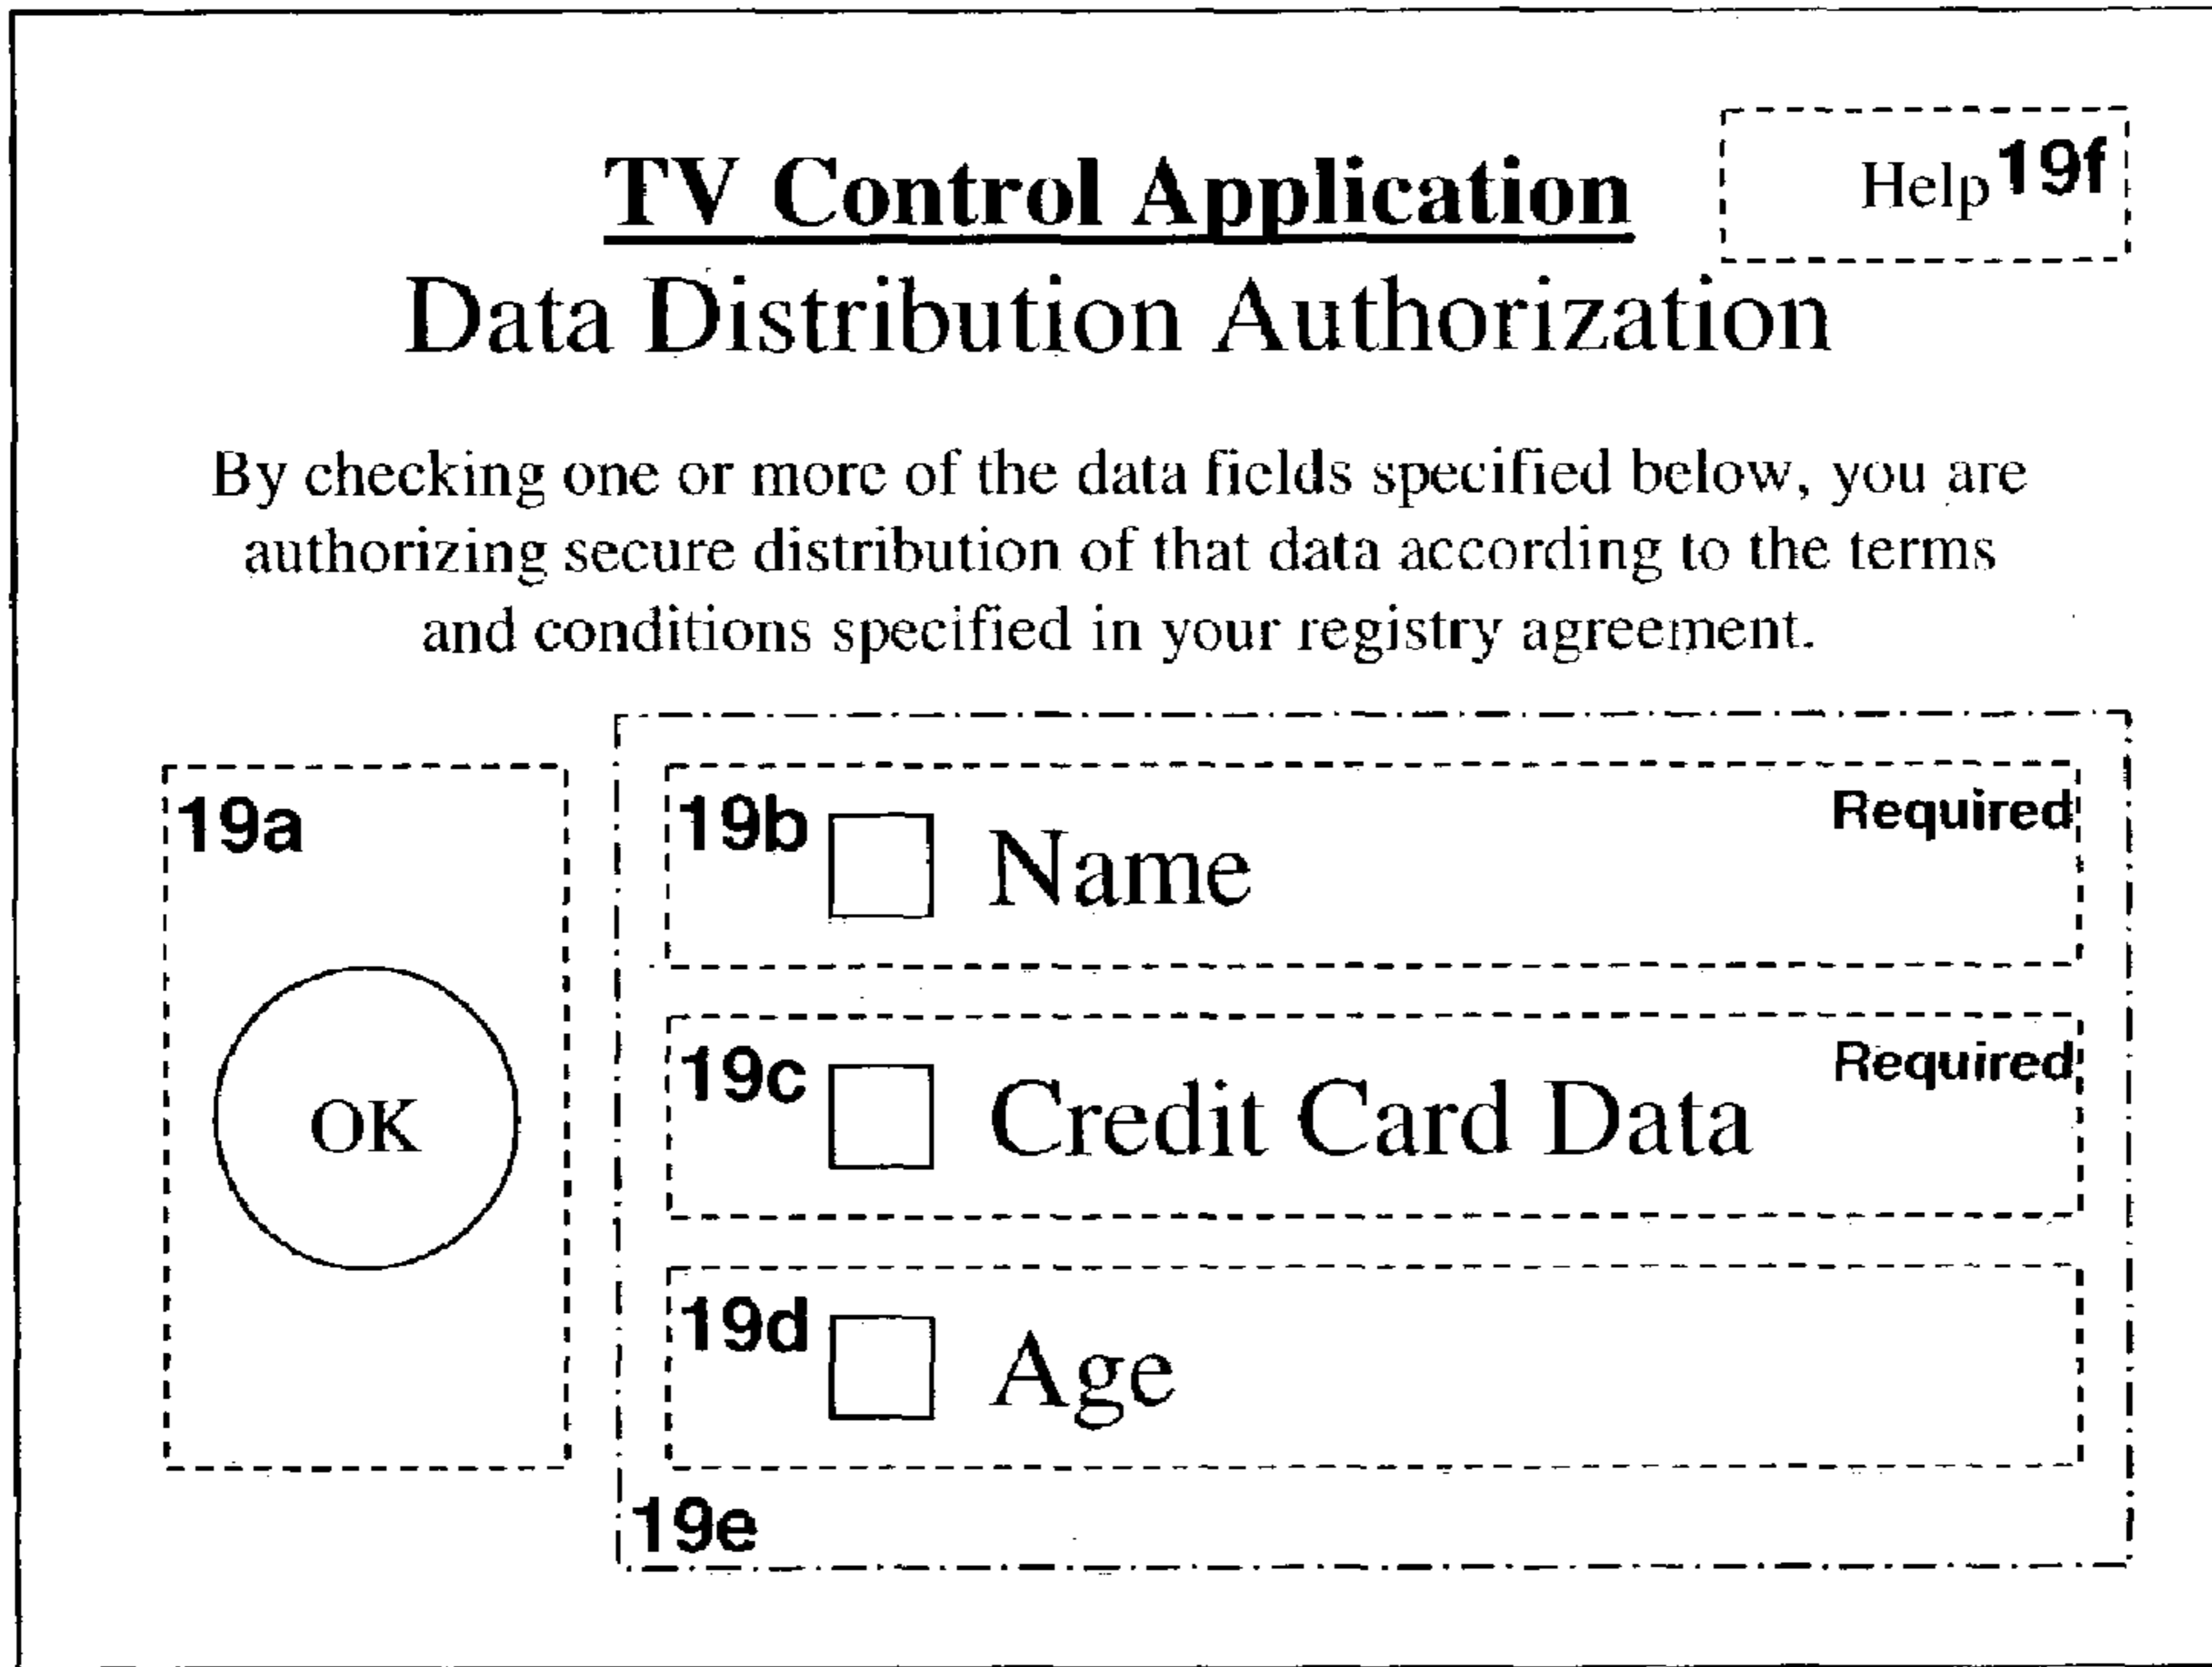 TV Control Application
Help 19f
Data Distribution Authorization
By checking one or more of the data fields specified below, you are
authorizing secure distribution of that data according to the terms
and conditions specified in your registry agreement.
19a
OK
19b Name Required
19c Credit Card Data Required
19d Age
19e